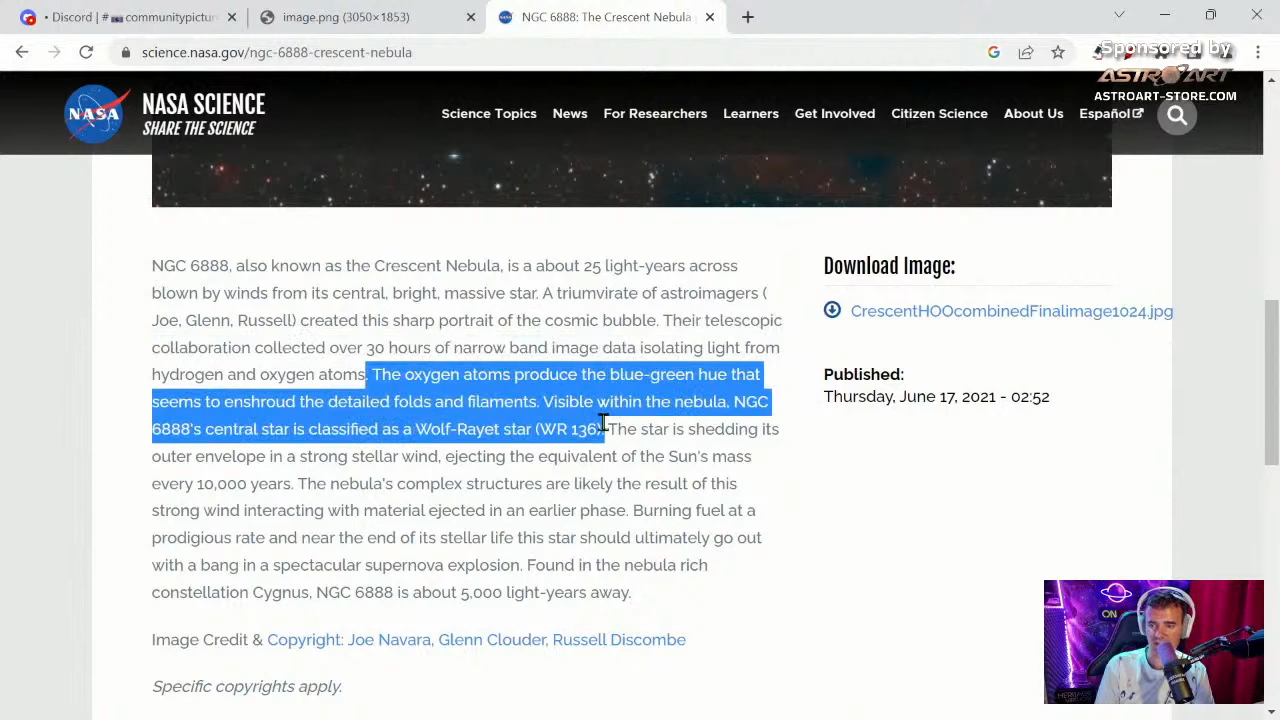 Discord | #📷communitypictur
image.png (3050×1353)
NGC 6888: The Crescent Nebula
science.nasa.gov/ngc-6888-crescent-nebula
Sponsored by
ASTROART
ASTROART-STORE.COM
NASA
NASA SCIENCE
SHARE THE SCIENCE
Science Topics News For Researchers Learners Get Involved Citizen Science About Us Español
NGC 6888, also known as the Crescent Nebula, is a about 25 light-years across
blown by winds from its central, bright, massive star. A triumvirate of astroimagers (
Joe, Glenn, Russell) created this sharp portrait of the cosmic bubble. Their telescopic
collaboration collected over 30 hours of narrow band image data isolating light from
hydrogen and oxygen atoms. The oxygen atoms produce the blue-green hue that
seems to enshroud the detailed folds and filaments. Visible within the nebula, NGC
6888's central star is classified as a Wolf-Rayet star (WR 136). The star is shedding its
outer envelope in a strong stellar wind, ejecting the equivalent of the Sun's mass
every 10,000 years. The nebula's complex structures are likely the result of this
strong wind interacting with material ejected in an earlier phase. Burning fuel at a
prodigious rate and near the end of its stellar life this star should ultimately go out
with a bang in a spectacular supernova explosion. Found in the nebula rich
constellation Cygnus, NGC 6888 is about 5,000 light-years away.
Image Credit & Copyright: Joe Navara, Glenn Clouder, Russell Discombe
Specific copyrights apply.
Download Image:
CrescentHOOcombinedFinalimage1024.jpg
Published:
Thursday, June 17, 2021 - 02:52
ON